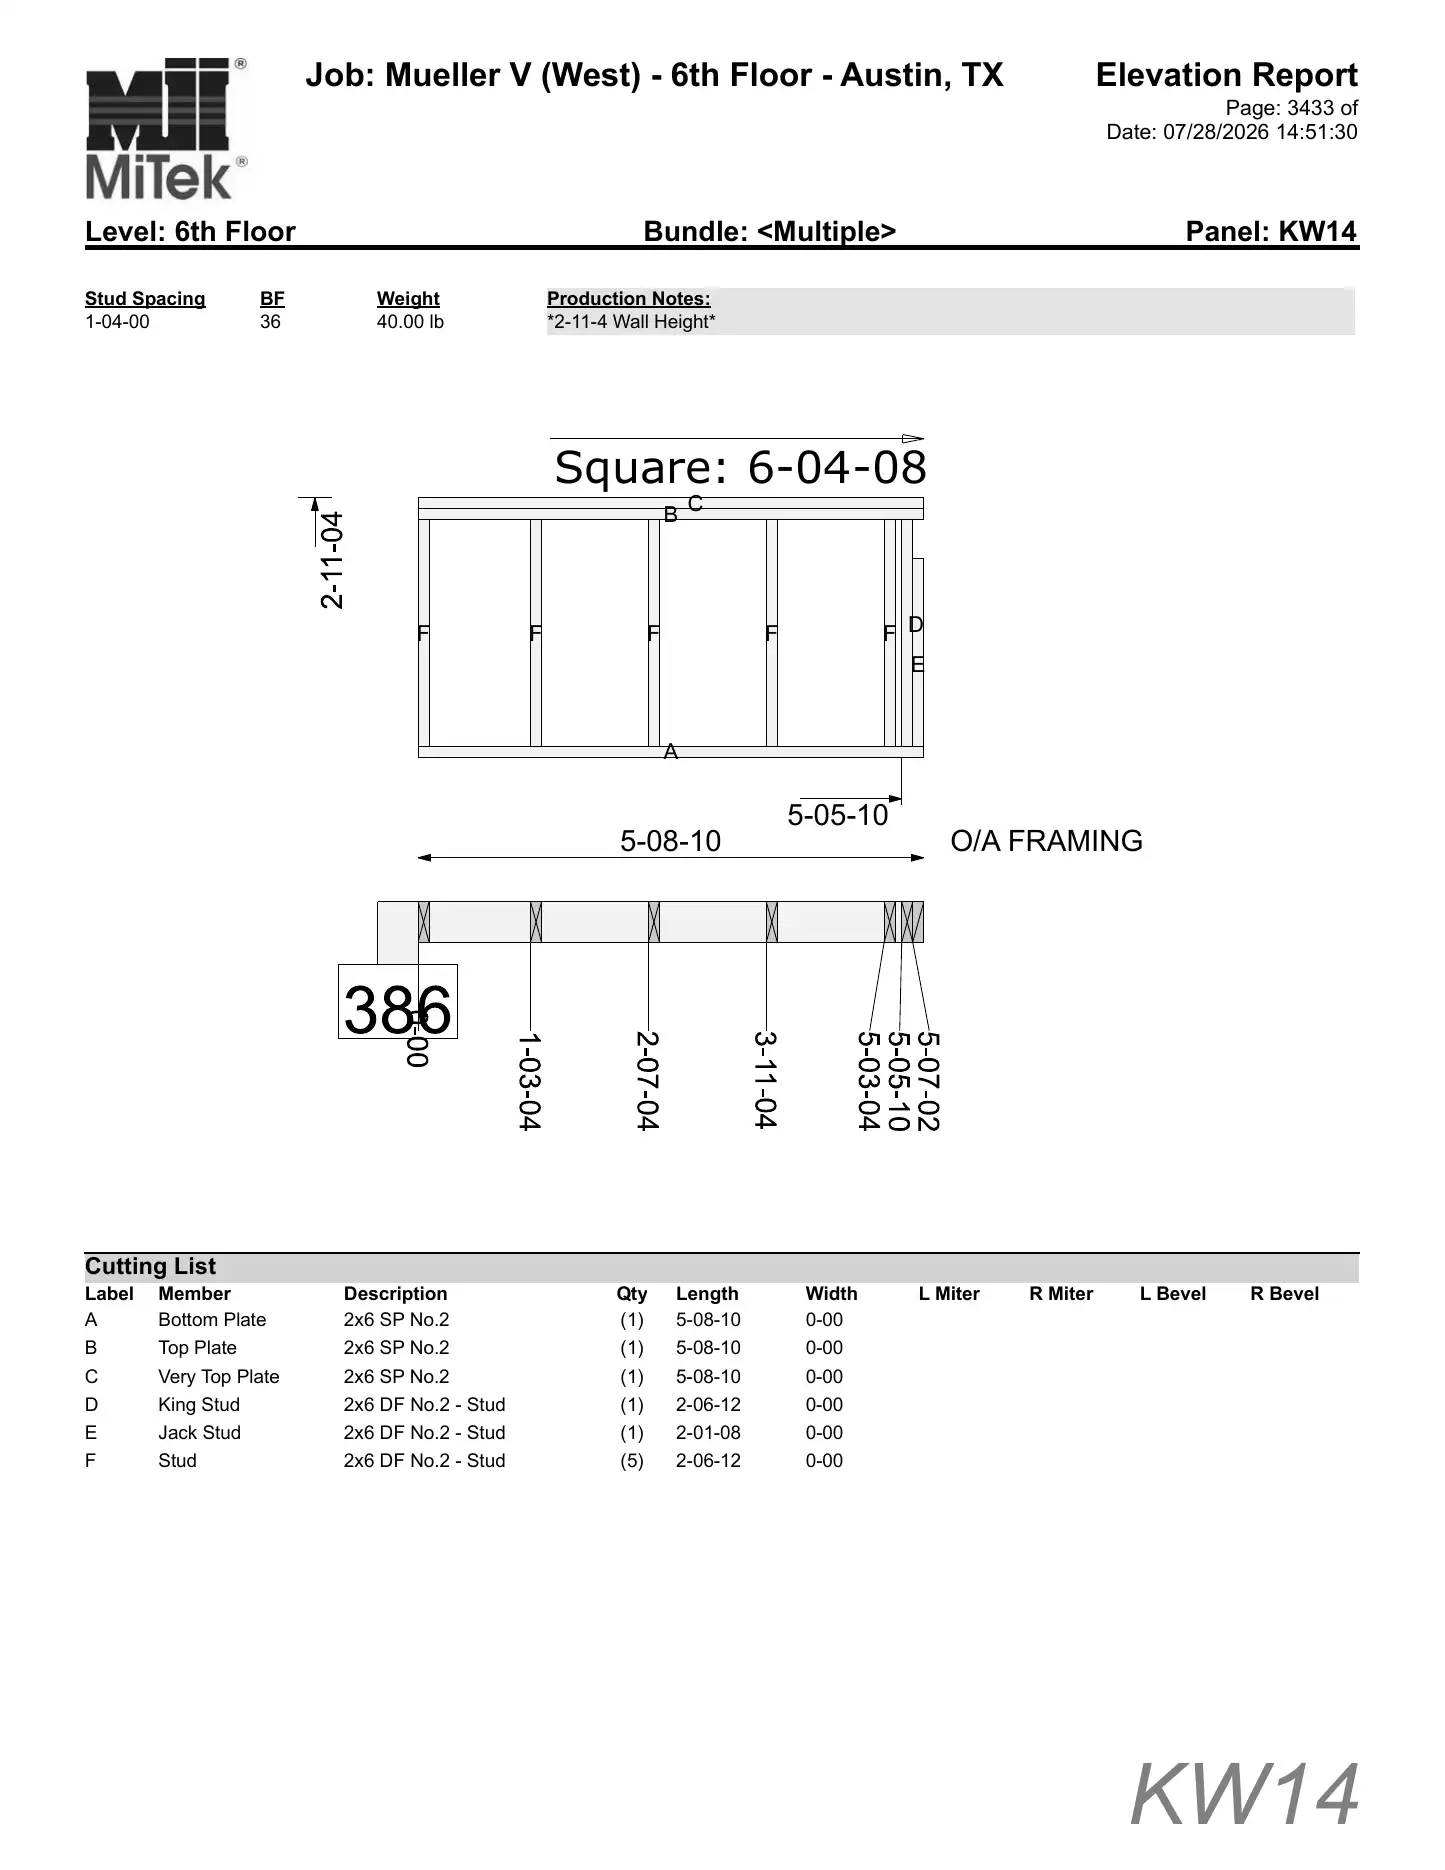 Job: Mueller V (West) - 6th Floor - Austin, TX
Elevation Report
Page: 3433 of
Date: 07/28/2026 14:51:30
MiTek®
Level: 6th Floor Bundle: <Multiple> Panel: KW14
Stud Spacing BF Weight Production Notes:
1-04-00 36 40.00 lb *2-11-4 Wall Height*
Square: 6-04-08
2-11-04
C
B
F F F F F D
E
A
5-05-10
5-08-10 O/A FRAMING
386
0-00 1-03-04 2-07-04 3-11-04 5-03-04 5-05-10 5-07-02
Cutting List
Label Member Description Qty Length Width L Miter R Miter L Bevel R Bevel
A Bottom Plate 2x6 SP No.2 (1) 5-08-10 0-00
B Top Plate 2x6 SP No.2 (1) 5-08-10 0-00
C Very Top Plate 2x6 SP No.2 (1) 5-08-10 0-00
D King Stud 2x6 DF No.2 - Stud (1) 2-06-12 0-00
E Jack Stud 2x6 DF No.2 - Stud (1) 2-01-08 0-00
F Stud 2x6 DF No.2 - Stud (5) 2-06-12 0-00
KW14